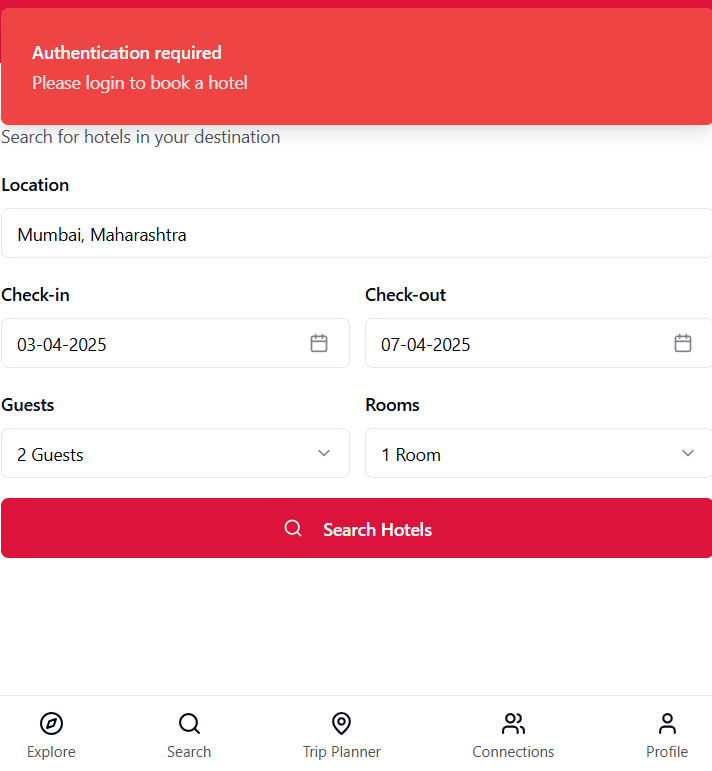 Authentication required
Please login to book a hotel
Search for hotels in your destination
Location
Mumbai, Maharashtra
Check-in
Check-out
03-04-2025
07-04-2025
Guests
Rooms
2 Guests
1 Room
Search Hotels
Explore
Search
Trip Planner
Connections
Profile